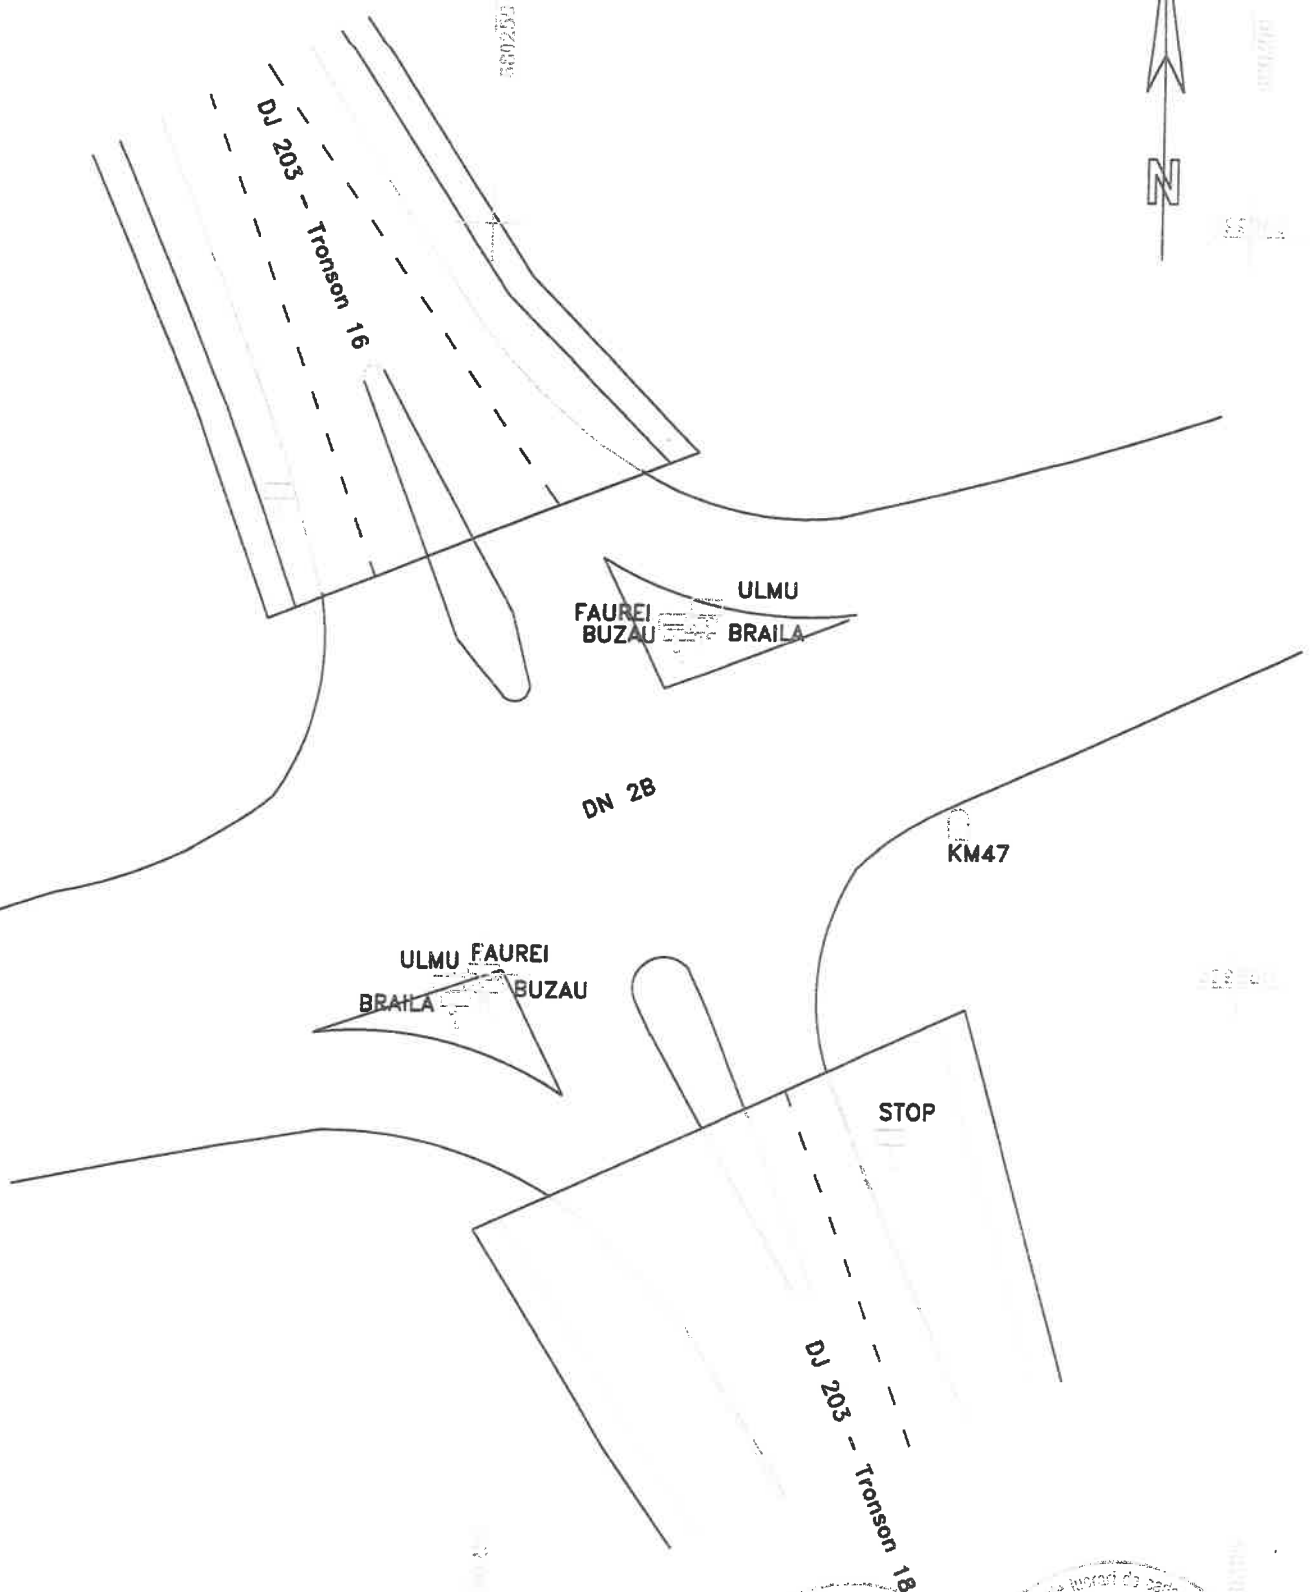 N
DJ 203 - Tronson 16
ULMU
FAUREI
BUZAU
BRAILA
DN 2B
KM47
ULMU FAUREI
BRAILA
BUZAU
STOP
DJ 203 - Tronson 18